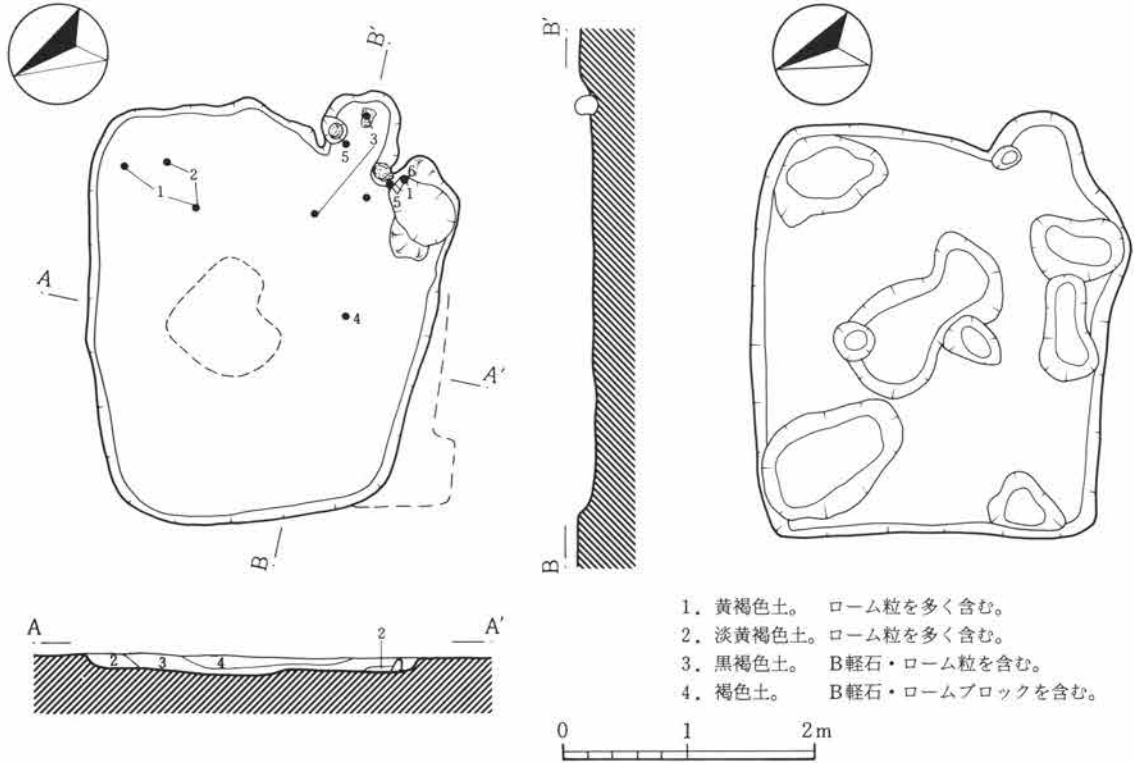 B′
B′
3
5
1
2
6
5
1
A
4
A′
B
B
A
A′
2
2
3
4
1
1. 黄褐色土。 ローム粒を多く含む。
2. 淡黄褐色土。ローム粒を多く含む。
3. 黒褐色土。 B軽石・ローム粒を含む。
4. 褐色土。 B軽石・ロームブロックを含む。
0 1 2m